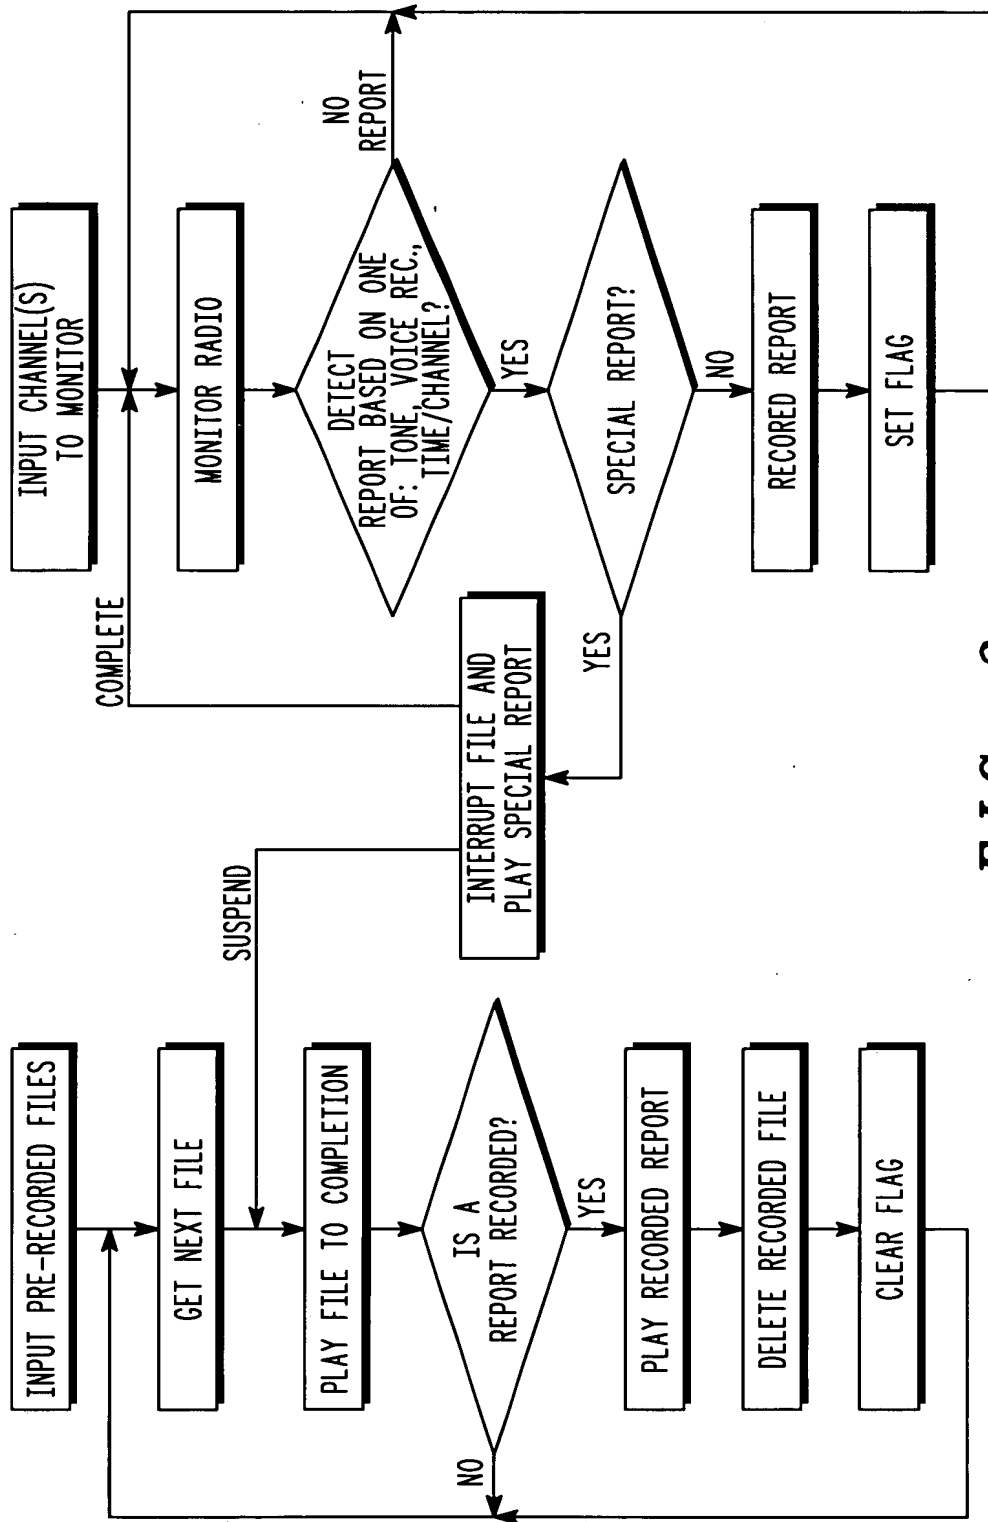 INPUT PRE-RECORDED FILES
GET NEXT FILE
SUSPEND
PLAY FILE TO COMPLETION
IS A
REPORT RECORDED?
NO
YES
PLAY RECORDED REPORT
DELETE RECORDED FILE
CLEAR FLAG
COMPLETE
INTERRUPT FILE AND
PLAY SPECIAL REPORT
INPUT CHANNEL(S)
TO MONITOR
MONITOR RADIO
DETECT
REPORT BASED ON ONE
OF: TONE, VOICE REC.,
TIME/CHANNEL?
NO
REPORT
YES
SPECIAL REPORT?
YES
NO
RECORED REPORT
SET FLAG